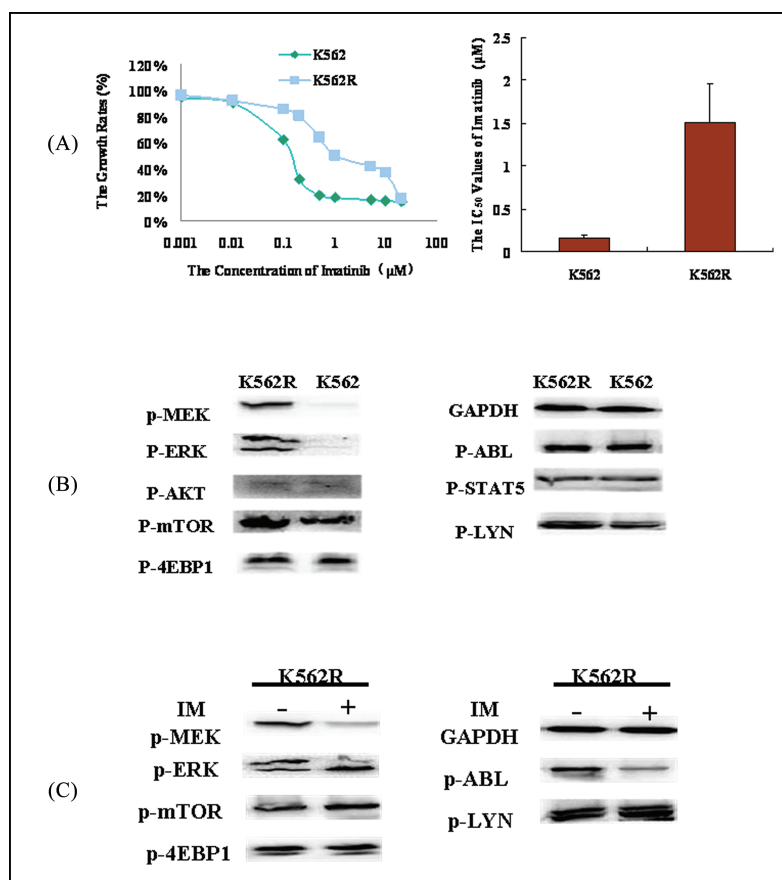 (A)
K562
K562R
120%
100%
80%
60%
40%
20%
0%
The Growth Rates (%)
0.001 0.01 0.1 1 10 100
The Concentration of Imatinib (μM)
2.5
2
1.5
1
0.5
0
The IC50 Values of Imatinib (μM)
K562 K562R
(B)
K562R K562
p-MEK
P-ERK
P-AKT
P-mTOR
P-4EBP1
K562R K562
GAPDH
P-ABL
P-STAT5
P-LYN
(C)
K562R
IM - +
p-MEK
p-ERK
p-mTOR
p-4EBP1
K562R
IM - +
GAPDH
p-ABL
p-LYN